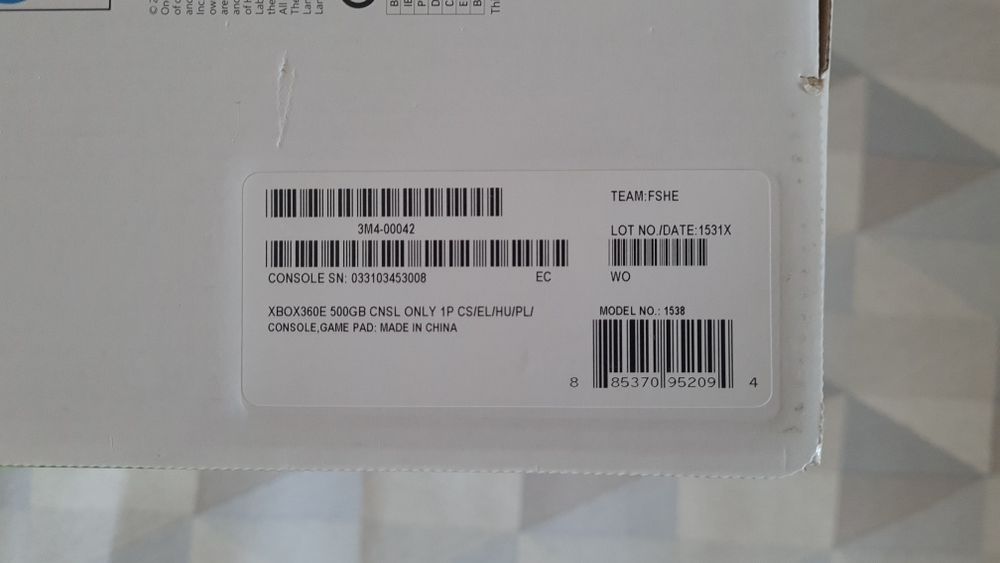 3M4-00042
CONSOLE SN: 033103453008 EC
XBOX360E 500GB CNSL ONLY 1P CS/EL/HU/PL/
CONSOLE,GAME PAD: MADE IN CHINA
TEAM:FSHE
LOT NO./DATE:1531X
WO
MODEL NO.: 1538
8 85370 95209 4